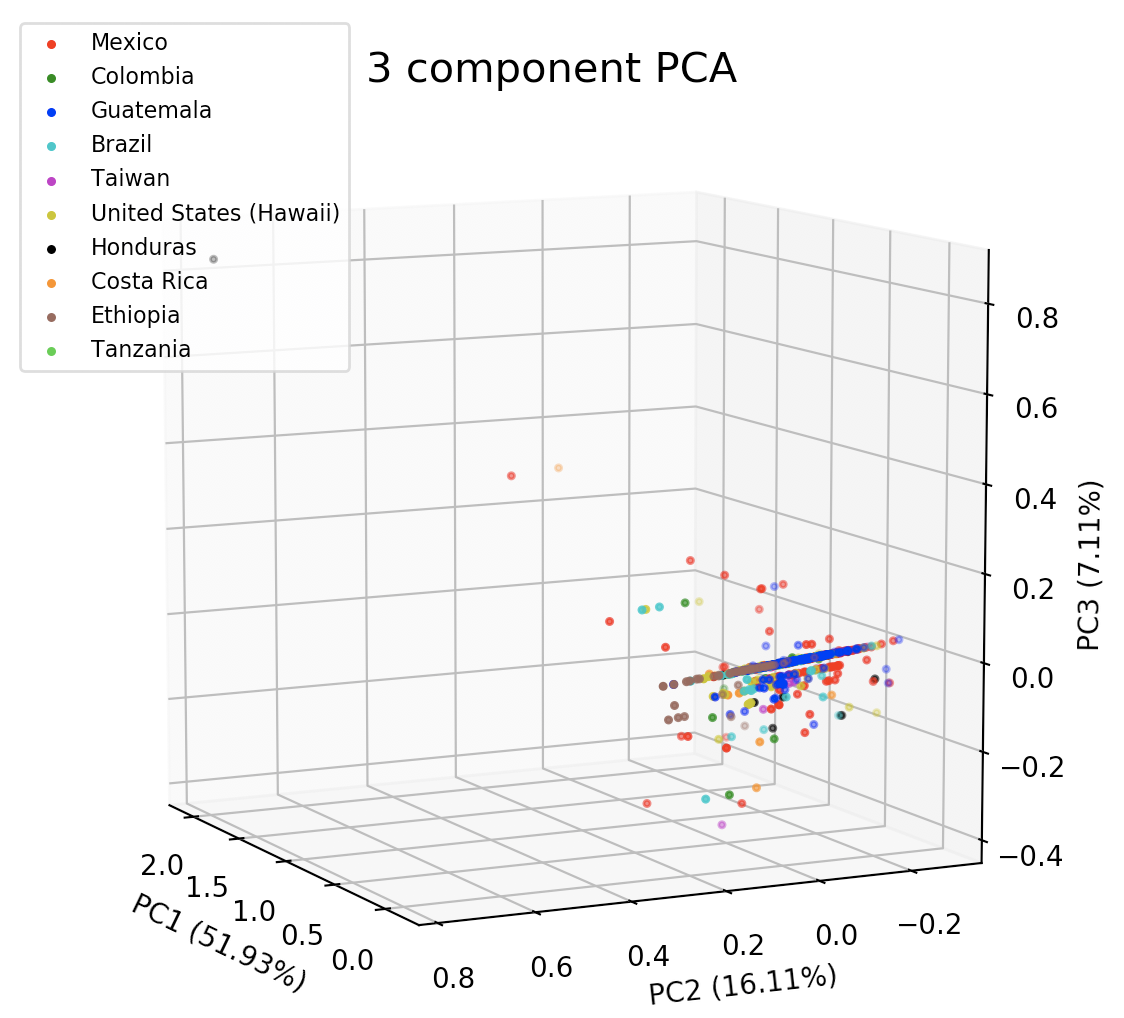 3 component PCA
Mexico
Colombia
Guatemala
Brazil
Taiwan
United States (Hawaii)
Honduras
Costa Rica
Ethiopia
Tanzania
0.8
0.6
0.4
0.2
0.0
−0.2
−0.4
PC3 (7.11%)
2.0
1.5
1.0
0.5
0.0
PC1 (51.93%)
0.8
0.6
0.4
0.2
0.0
−0.2
PC2 (16.11%)